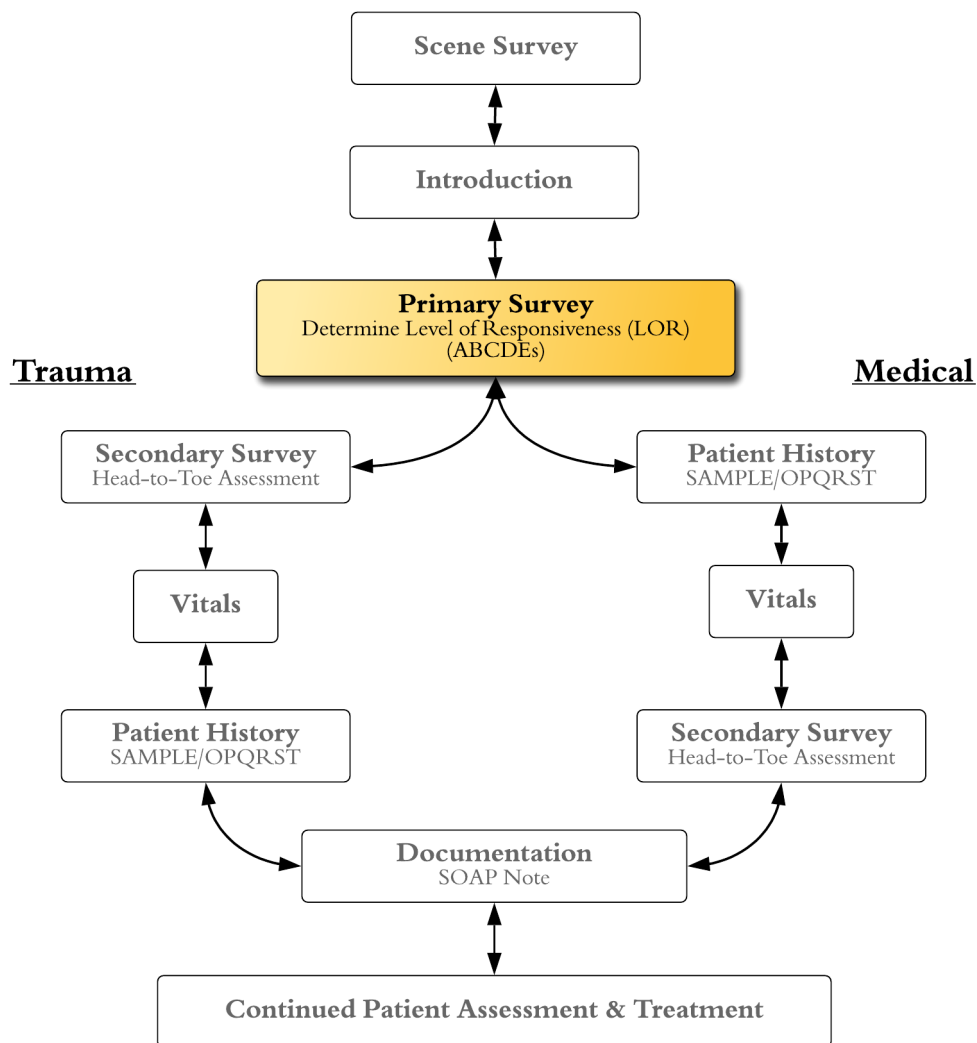 Scene Survey
Introduction
Primary Survey
Determine Level of Responsiveness (LOR)
(ABCDEs)
Trauma
Medical
Secondary Survey
Head-to-Toe Assessment
Patient History
SAMPLE/OPQRST
Vitals
Vitals
Patient History
SAMPLE/OPQRST
Secondary Survey
Head-to-Toe Assessment
Documentation
SOAP Note
Continued Patient Assessment & Treatment